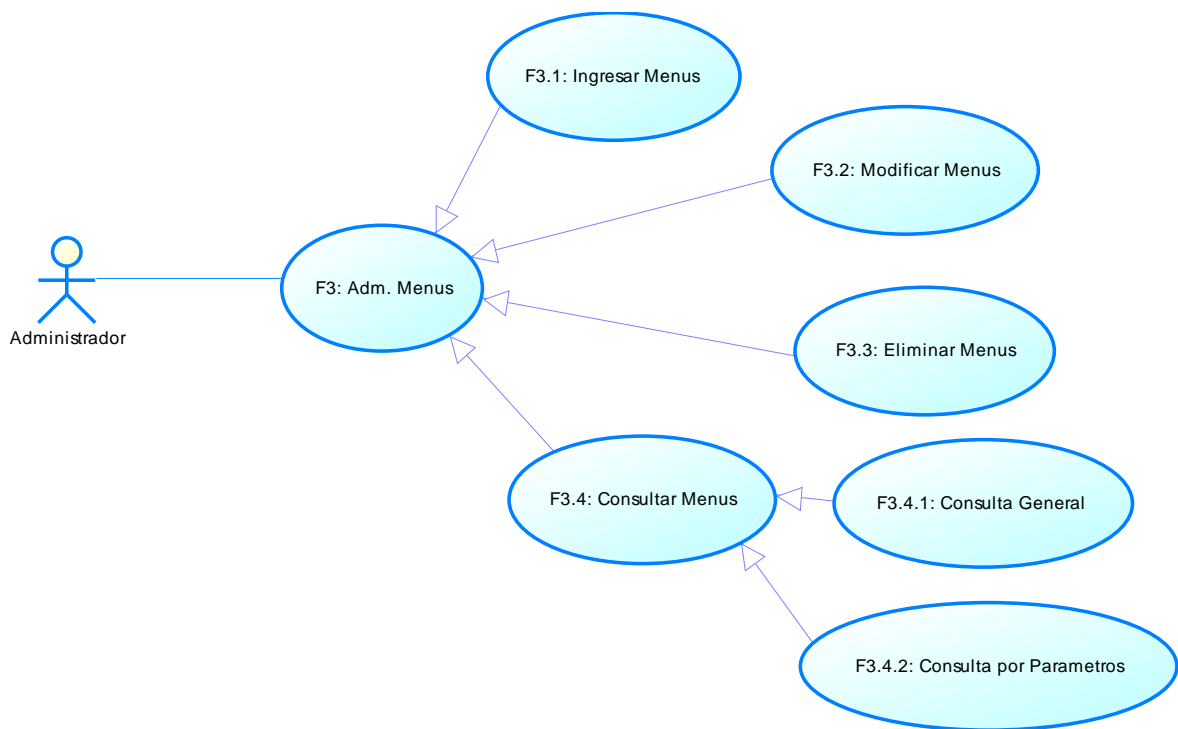 F3.1: Ingresar Menus
F3.2: Modificar Menus
F3: Adm. Menus
Administrador
F3.3: Eliminar Menus
F3.4: Consultar Menus
F3.4.1: Consulta General
F3.4.2: Consulta por Parametros